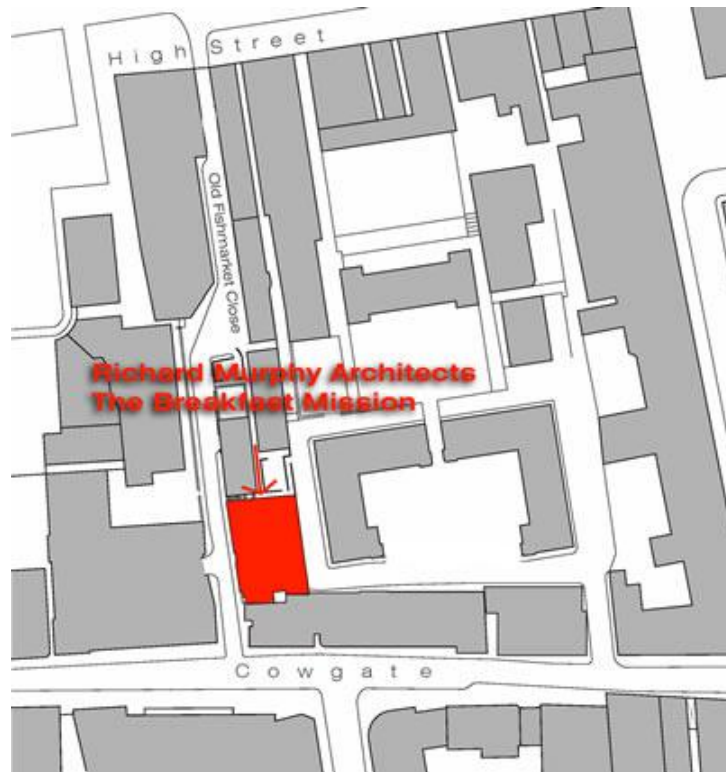 High Street
Old Fishmarket Close
Richard Murphy Architects
The Breakfast Mission
Cowgate